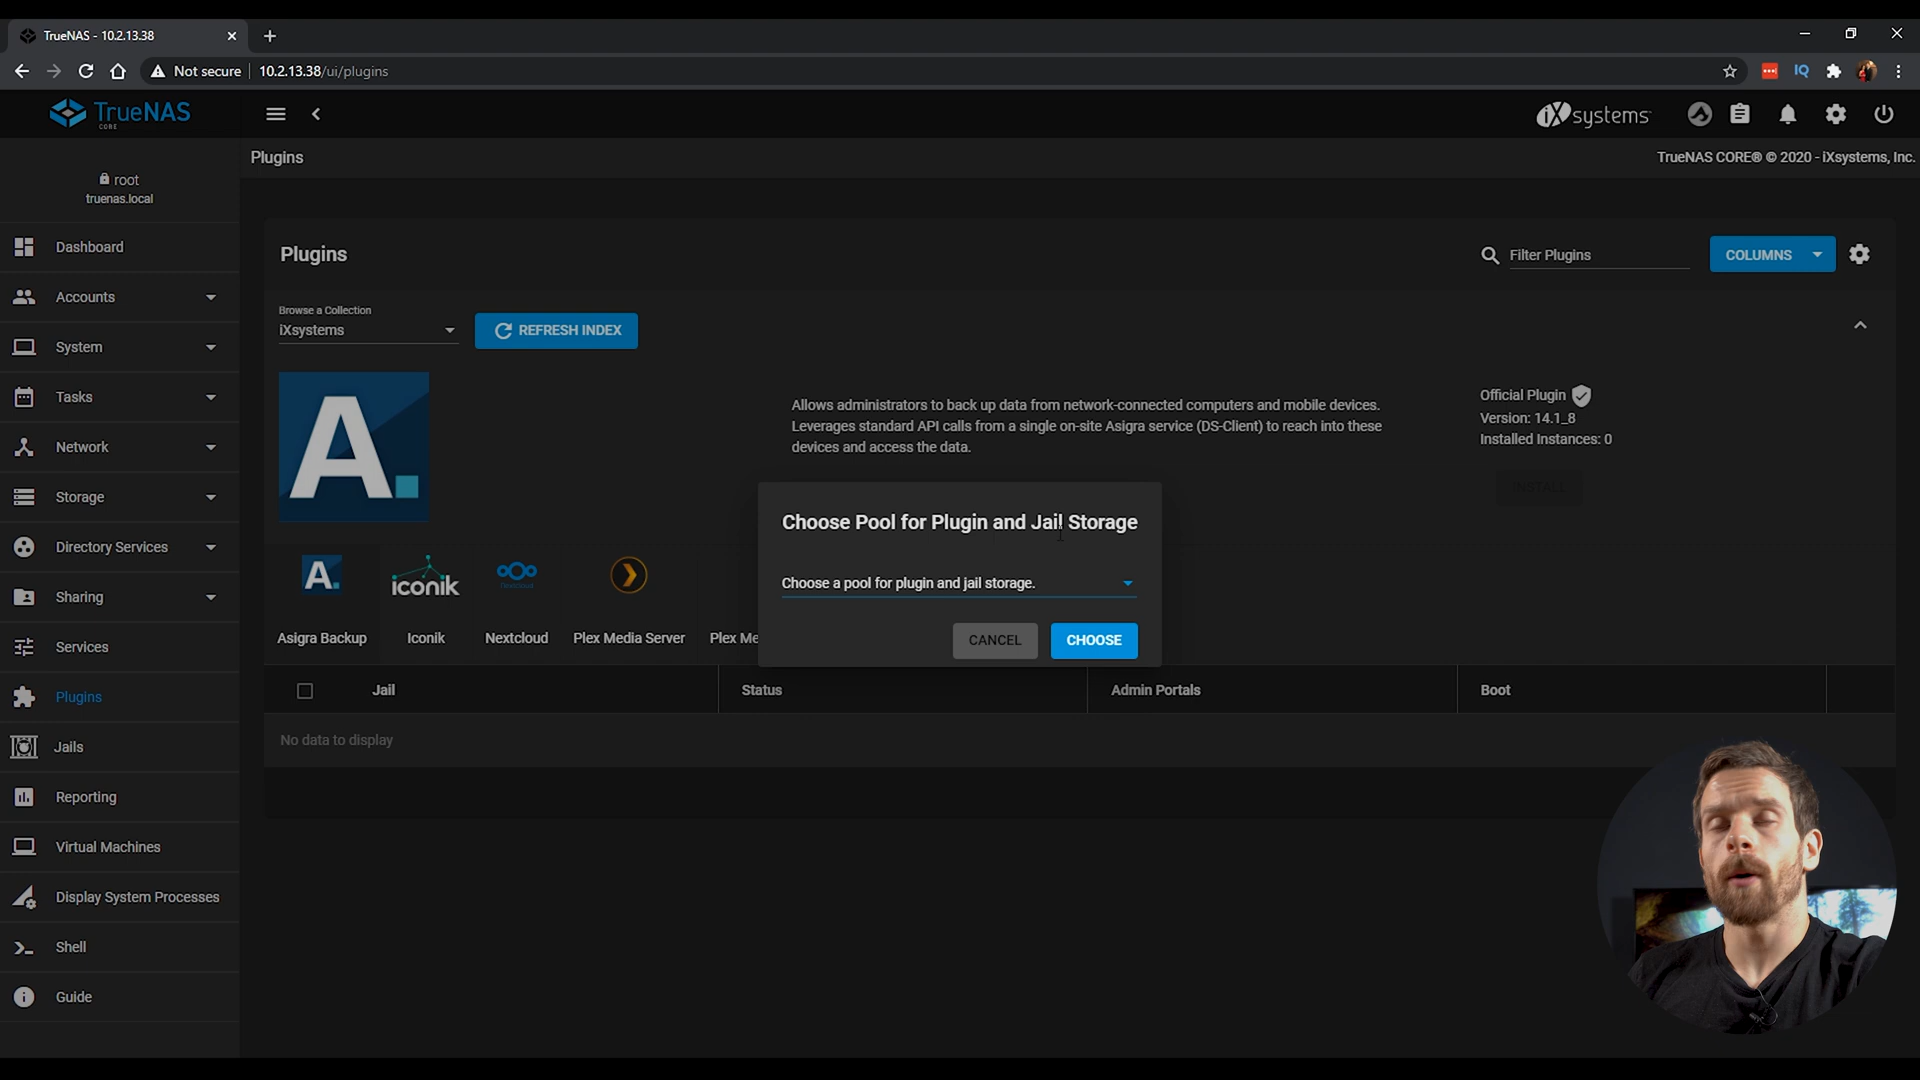 TrueNAS - 10.2.13.38
Not secure
10.2.13.38/ui/plugins
IQ
TrueNAS
CORE
iXsystems
Plugins
TrueNAS CORE® © 2020 - iXsystems, Inc.
root
truenas.local
Dashboard
Accounts
System
Tasks
Network
Storage
Directory Services
Sharing
Services
Plugins
Jails
Reporting
Virtual Machines
Display System Processes
Shell
Guide
Plugins
Filter Plugins
COLUMNS
Browse a Collection
iXsystems
REFRESH INDEX
A.
Allows administrators to back up data from network-connected computers and mobile devices.
Leverages standard API calls from a single on-site Asigra service (DS-Client) to reach into these
devices and access the data.
Official Plugin
Version: 14.1_8
Installed Instances: 0
INSTALL
Choose Pool for Plugin and Jail Storage
Choose a pool for plugin and jail storage.
CANCEL
CHOOSE
A.
iconik
Nextcloud
Asigra Backup
Iconik
Nextcloud
Plex Media Server
Plex Me
Jail
Status
Admin Portals
Boot
No data to display